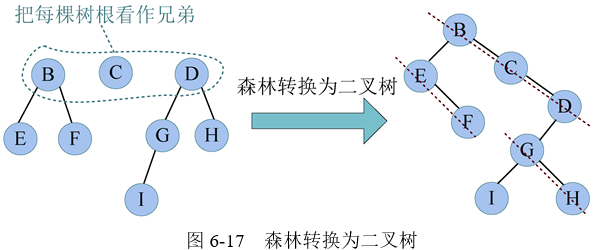 把每棵树根看作兄弟
B C D
E F G H
I
森林转换为二叉树
B
E C
F D
G
I H
图 6-17 森林转换为二叉树